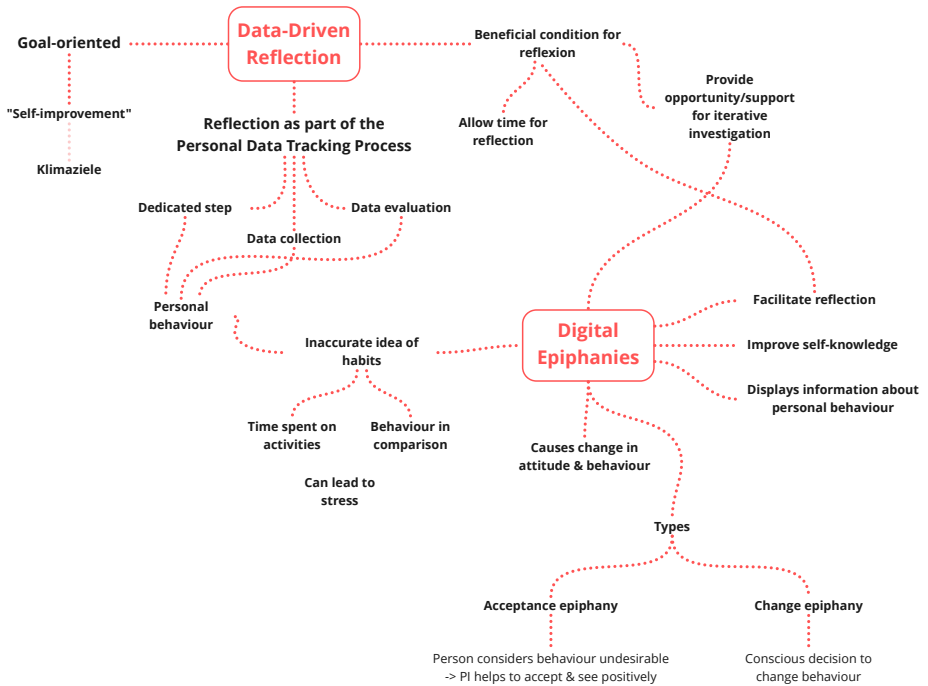 Data-Driven
Reflection
Goal-oriented
"Self-improvement"
Klimaziele
Beneficial condition for
reflexion
Allow time for
reflection
Provide
opportunity/support
for iterative
investigation
Reflection as part of the
Personal Data Tracking Process
Dedicated step
Data evaluation
Data collection
Personal
behaviour
Inaccurate idea of
habits
Time spent on
activities
Behaviour in
comparison
Can lead to
stress
Digital
Epiphanies
Facilitate reflection
Improve self-knowledge
Displays information about
personal behaviour
Causes change in
attitude & behaviour
Types
Acceptance epiphany
Change epiphany
Person considers behaviour undesirable
-> PI helps to accept & see positively
Conscious decision to
change behaviour